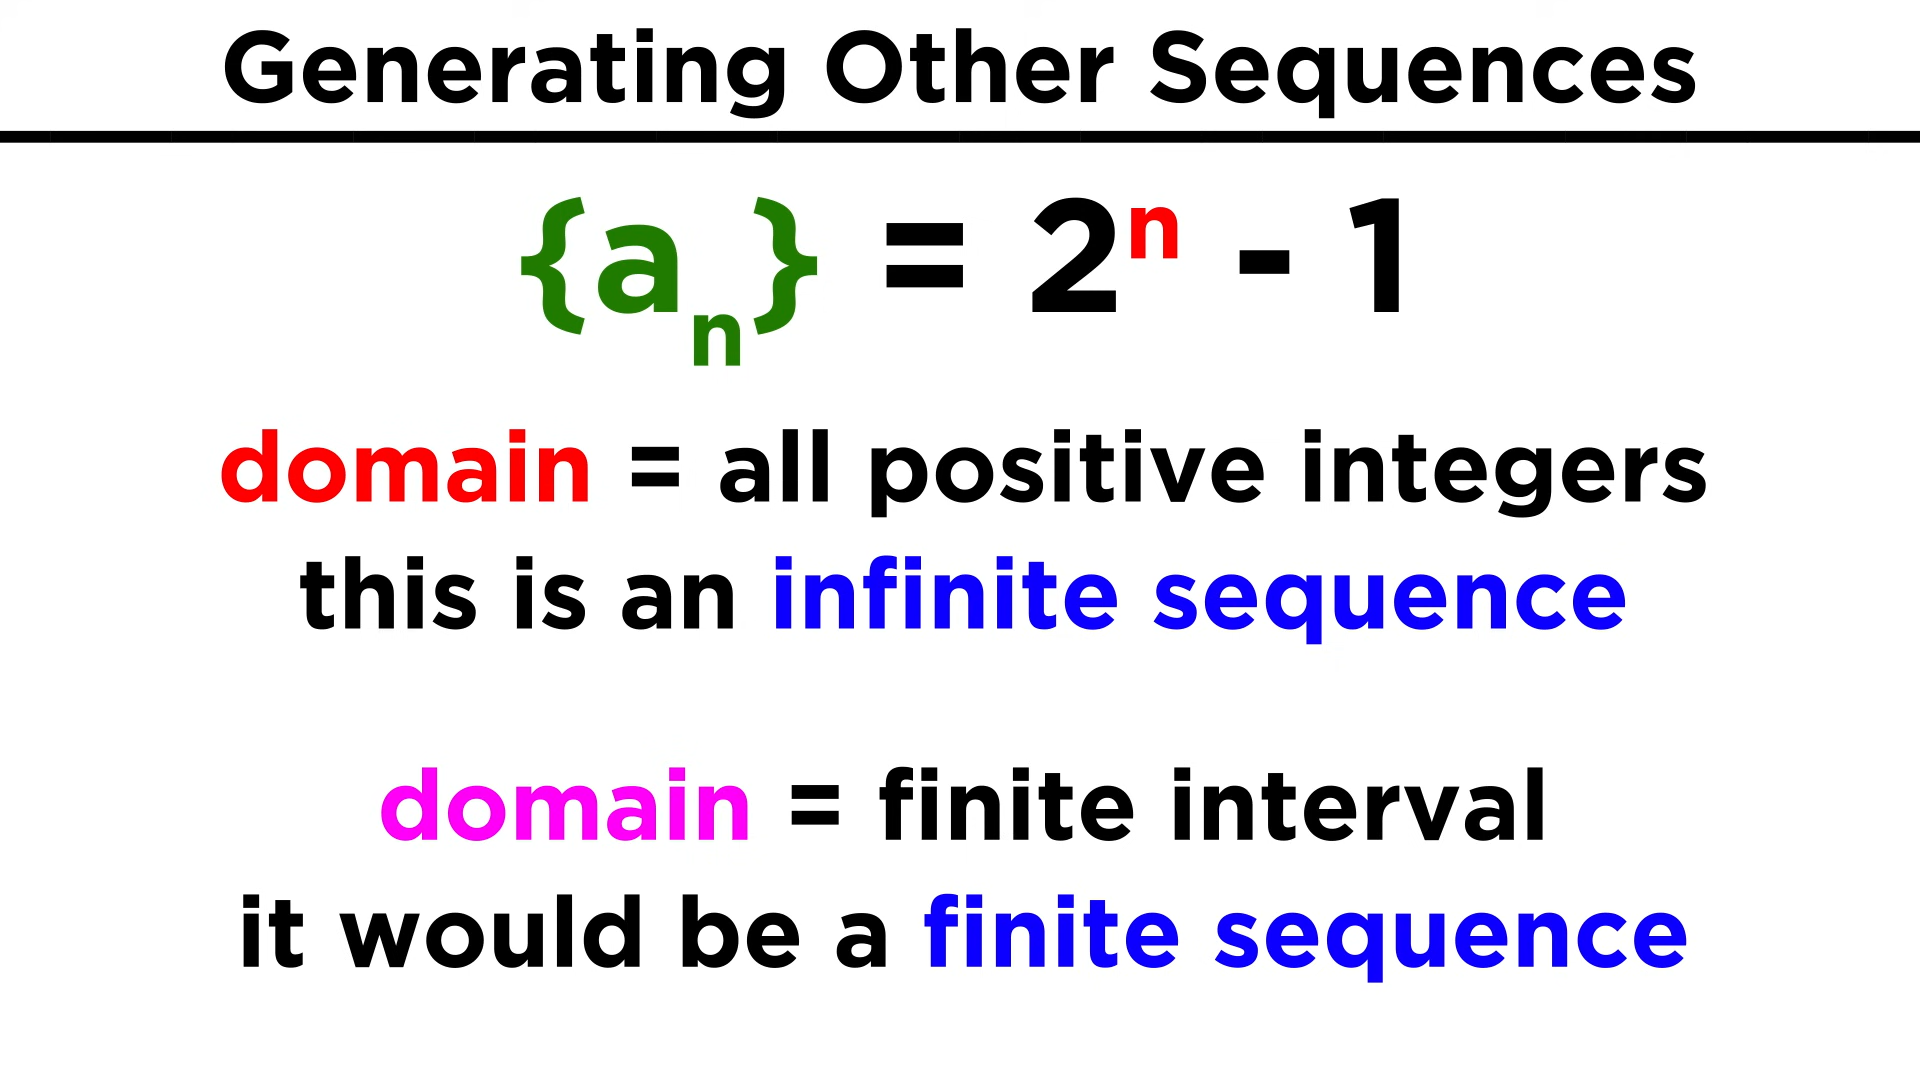 Generating Other Sequences
{aₙ} = 2ⁿ - 1
domain = all positive integers
this is an infinite sequence
domain = finite interval
it would be a finite sequence